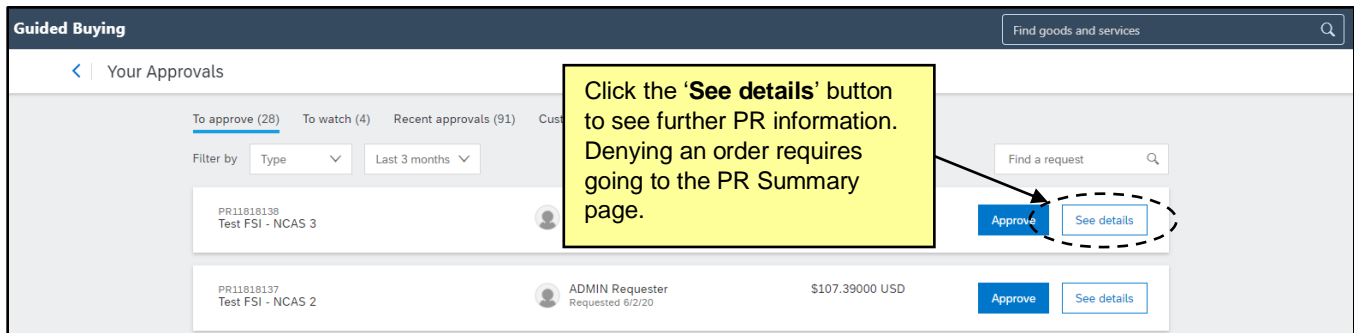 Guided Buying
Find goods and services
Your Approvals
To approve (28) To watch (4) Recent approvals (91) Cust
Filter by Type Last 3 months
Find a request
Click the ‘See details’ button
to see further PR information.
Denying an order requires
going to the PR Summary
page.
PR11818138
Test FSI - NCAS 3
Approve See details
PR11818137
Test FSI - NCAS 2
ADMIN Requester
Requested 6/2/20
$107.39000 USD
Approve See details